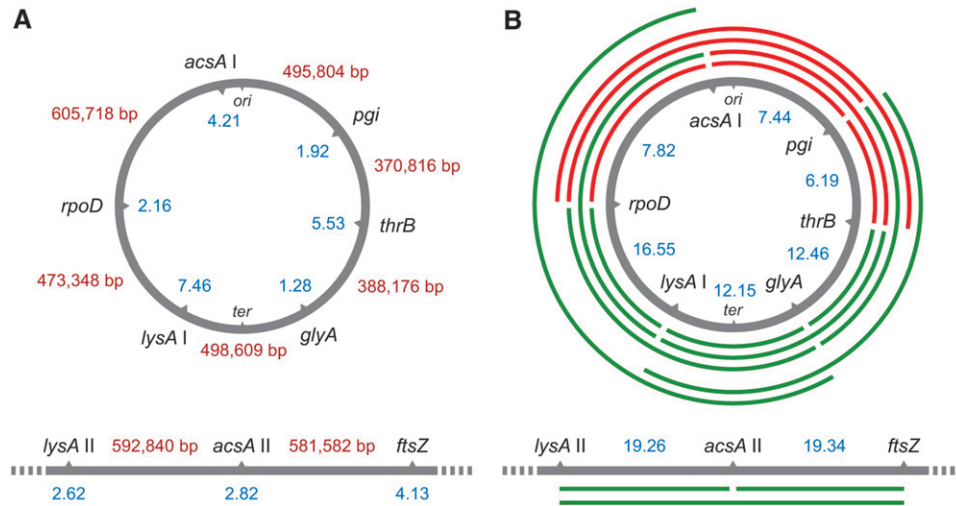 A
acsA I
495,804 bp
605,718 bp
ori
4.21
pgi
1.92
370,816 bp
rpoD
2.16
5.53
thrB
473,348 bp
7.46
1.28
388,176 bp
lysA I
ter
glyA
498,609 bp
lysA II
592,840 bp
acsA II
581,582 bp
ftsZ
2.62
2.82
4.13
B
ori
acsA I
7.44
pgi
7.82
6.19
rpoD
thrB
16.55
12.46
lysA I
12.15
glyA
ter
lysA II
19.26
acsA II
19.34
ftsZ